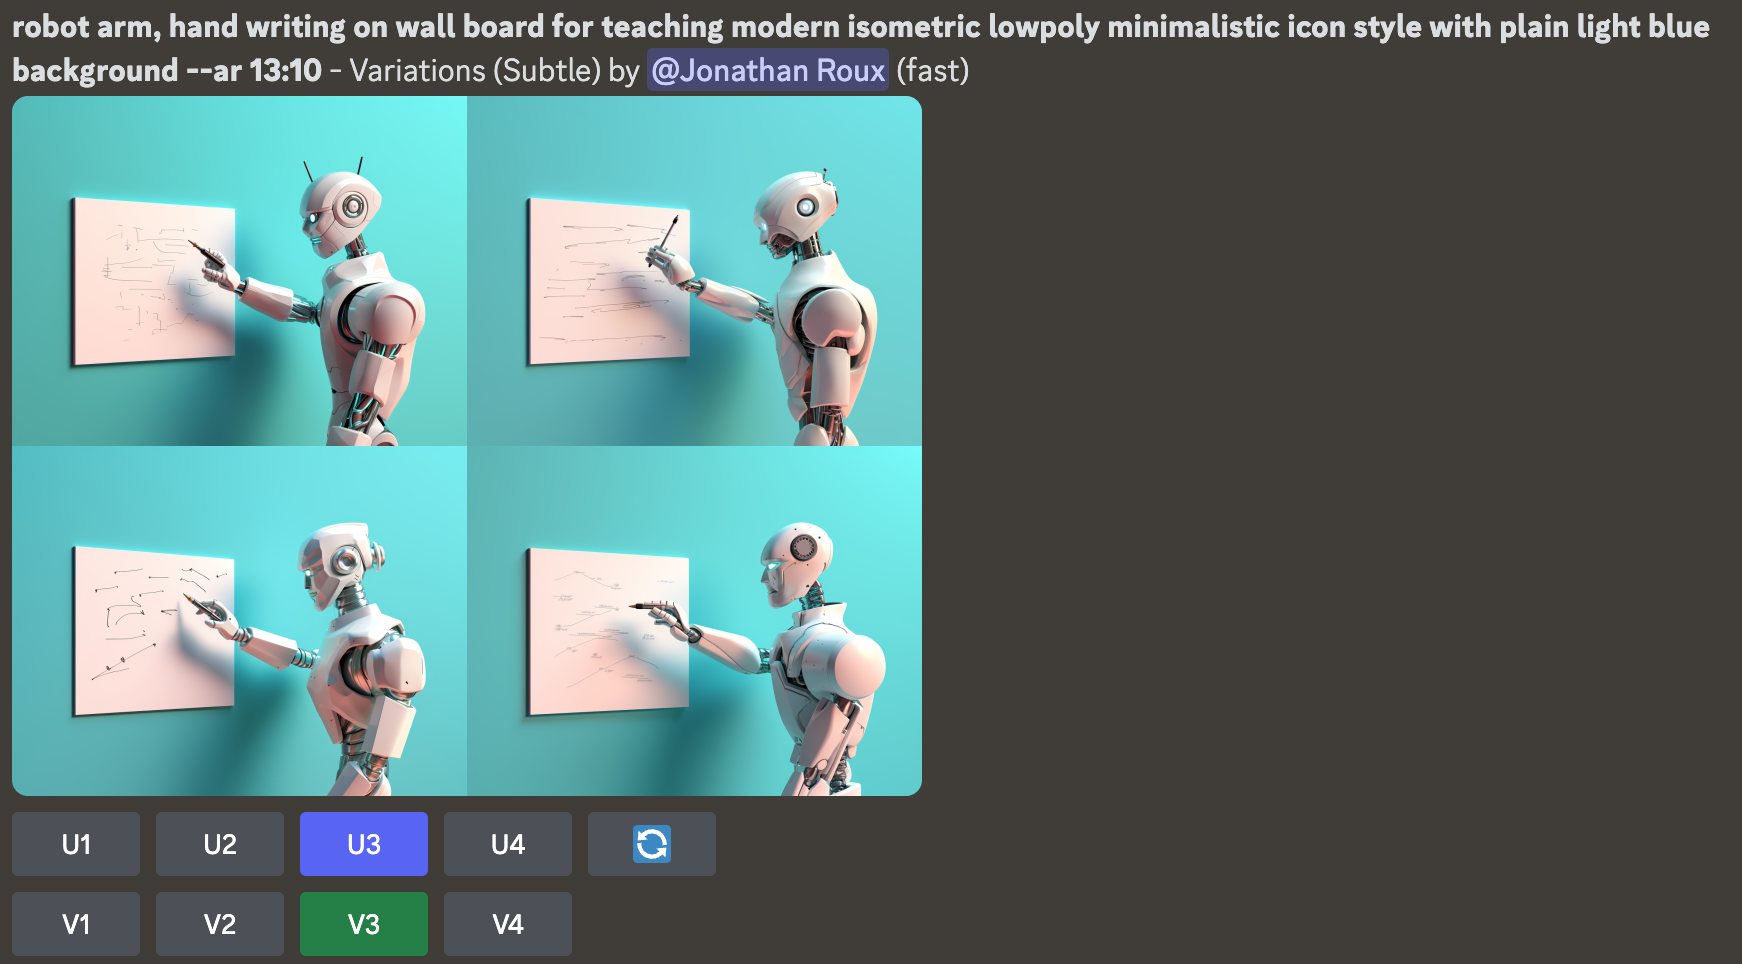 robot arm, hand writing on wall board for teaching modern isometric lowpoly minimalistic icon style with plain light blue
background --ar 13:10 - Variations (Subtle) by @Jonathan Roux (fast)
U1 U2 U3 U4
V1 V2 V3 V4